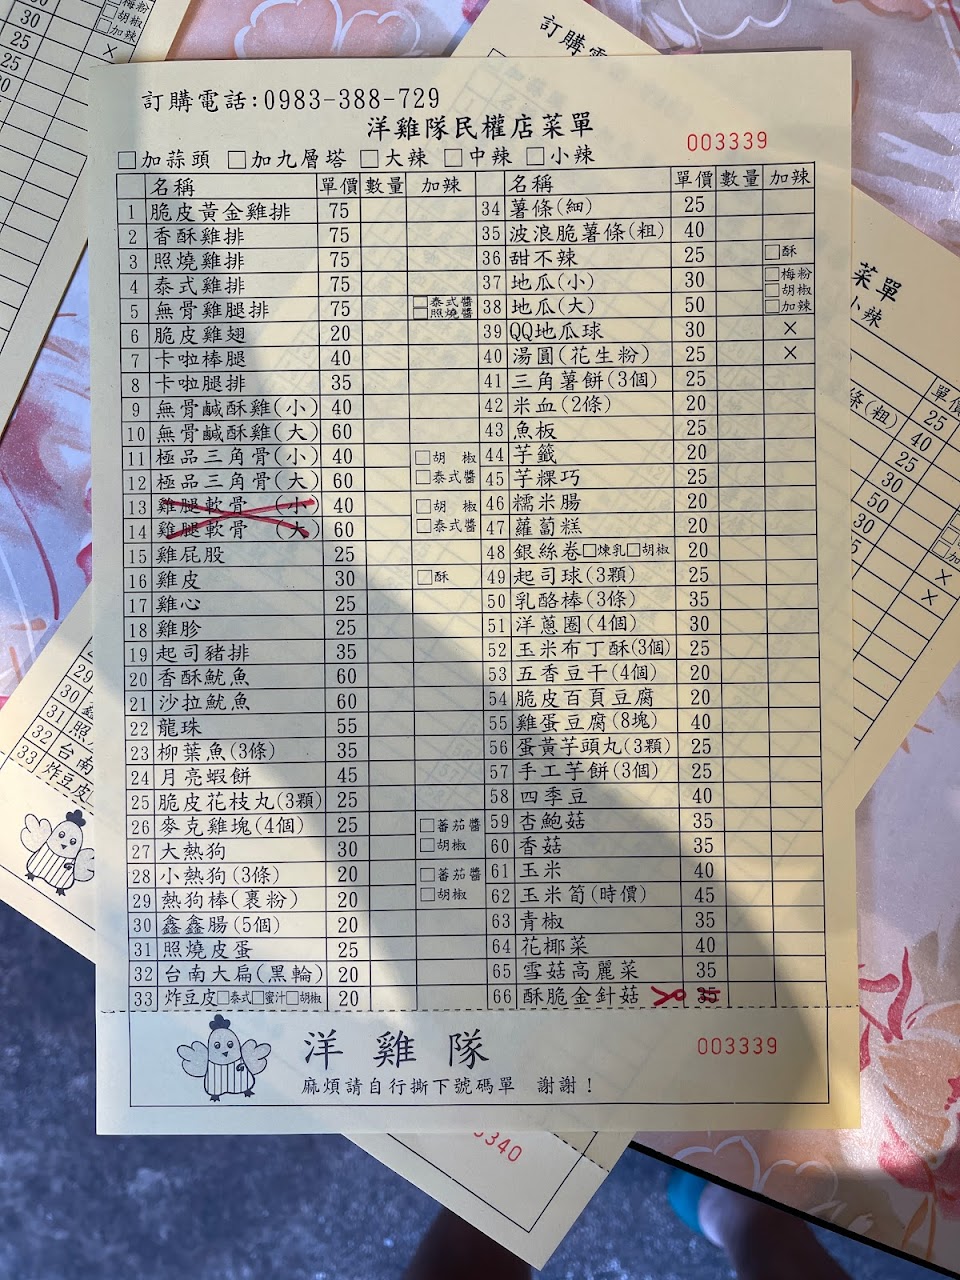 訂購電話:0983-388-729
洋雞隊民權店菜單
003339
□加蒜頭 □加九層塔 □大辣 □中辣 □小辣
名稱 單價 數量 加辣 名稱 單價 數量 加辣
1 脆皮黃金雞排 75
2 香酥雞排 75
3 照燒雞排 75
4 泰式雞排 75
5 無骨雞腿排 75 □泰式醬 □照燒醬
6 脆皮雞翅 20
7 卡啦棒腿 40
8 卡啦腿排 35
9 無骨鹹酥雞(小) 40
10 無骨鹹酥雞(大) 60
11 極品三角骨(小) 40 □胡 椒
12 極品三角骨(大) 60 □泰式醬
13 雞腿軟骨 (小) 40 □胡 椒
14 雞腿軟骨 (大) 60 □泰式醬
15 雞屁股 25
16 雞皮 30 □酥
17 雞心 25
18 雞胗 25
19 起司豬排 35
20 香酥魷魚 60
21 沙拉魷魚 60
22 龍珠 55
23 柳葉魚(3條) 35
24 月亮蝦餅 45
25 脆皮花枝丸(3顆) 25
26 麥克雞塊(4個) 25 □蕃茄醬
27 大熱狗 30 □胡椒
28 小熱狗(3條) 20 □蕃茄醬
29 熱狗棒(裹粉) 20 □胡椒
30 鑫鑫腸(5個) 20
31 照燒皮蛋 25
32 台南大扁(黑輪) 20
33 炸豆皮□泰式□蜜汁□胡椒 20
34 薯條(細) 25
35 波浪脆薯條(粗) 40
36 甜不辣 25 □酥
37 地瓜(小) 30 □梅粉
□胡椒
38 地瓜(大) 50 □加辣
39 QQ地瓜球 30 ×
40 湯圓(花生粉) 25 ×
41 三角薯餅(3個) 25
42 米血(2條) 20
43 魚板 25
44 芋籤 20
45 芋粿巧 25
46 糯米腸 20
47 蘿蔔糕 20
48 銀絲卷□煉乳□胡椒 20
49 起司球(3顆) 25
50 乳酪棒(3條) 35
51 洋蔥圈(4個) 30
52 玉米布丁酥(3個) 25
53 五香豆干(4個) 20
54 脆皮百頁豆腐 20
55 雞蛋豆腐(8塊) 40
56 蛋黃芋頭丸(3顆) 25
57 手工芋餅(3個) 25
58 四季豆 40
59 杏鮑菇 35
60 香菇 35
61 玉米 40
62 玉米筍(時價) 45
63 青椒 35
64 花椰菜 40
65 雪菇高麗菜 35
66 酥脆金針菇 35
洋雞隊
003339
麻煩請自行撕下號碼單 謝謝！